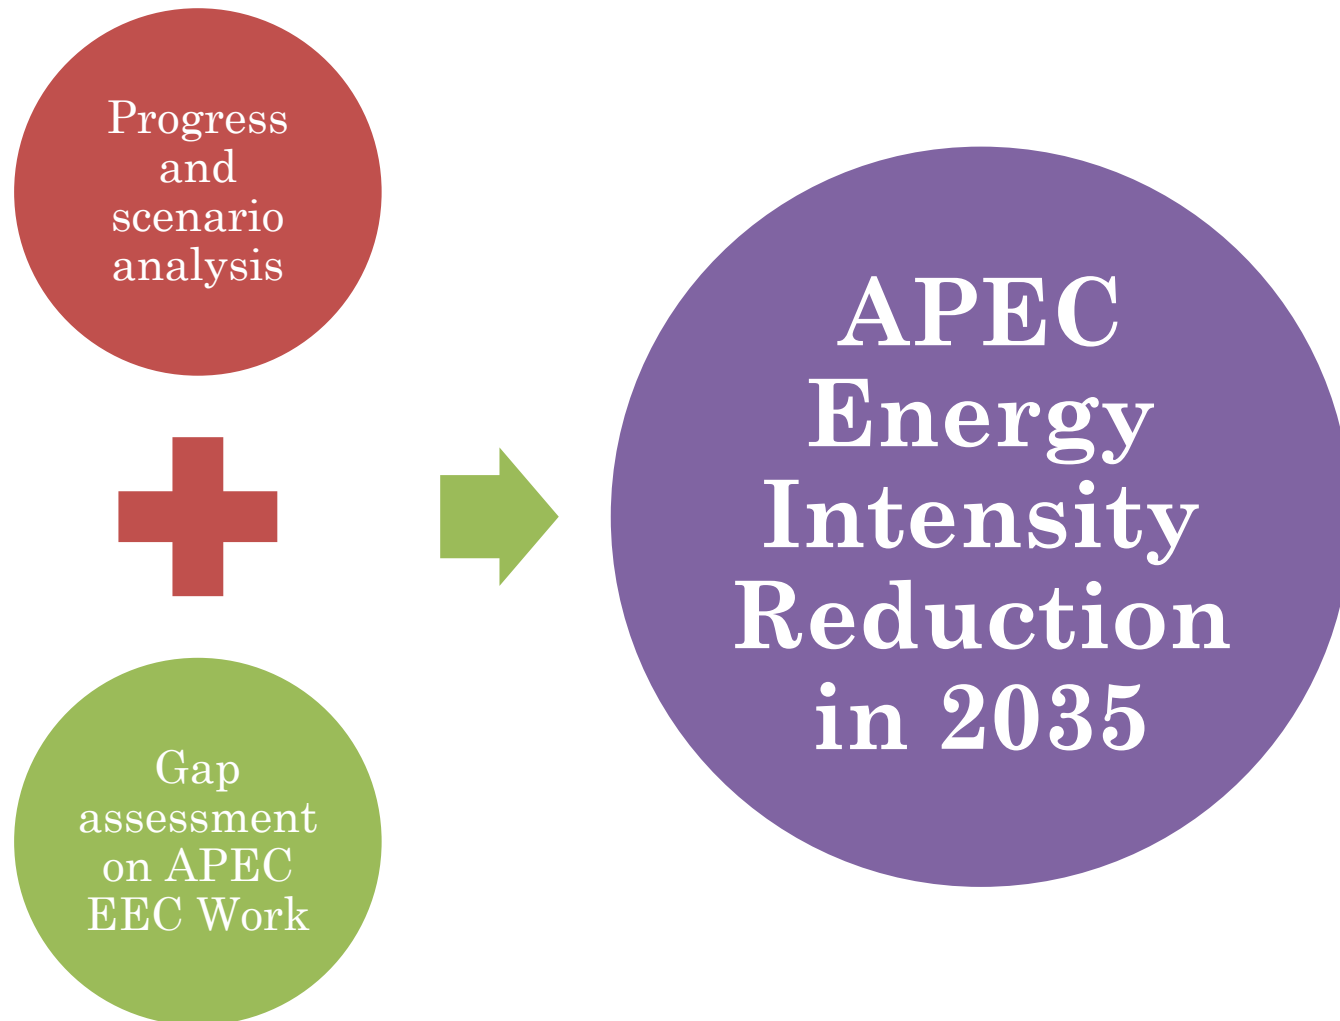 Progress
and
scenario
analysis
Gap
assessment
on APEC
EEC Work
APEC
Energy
Intensity
Reduction
in 2035